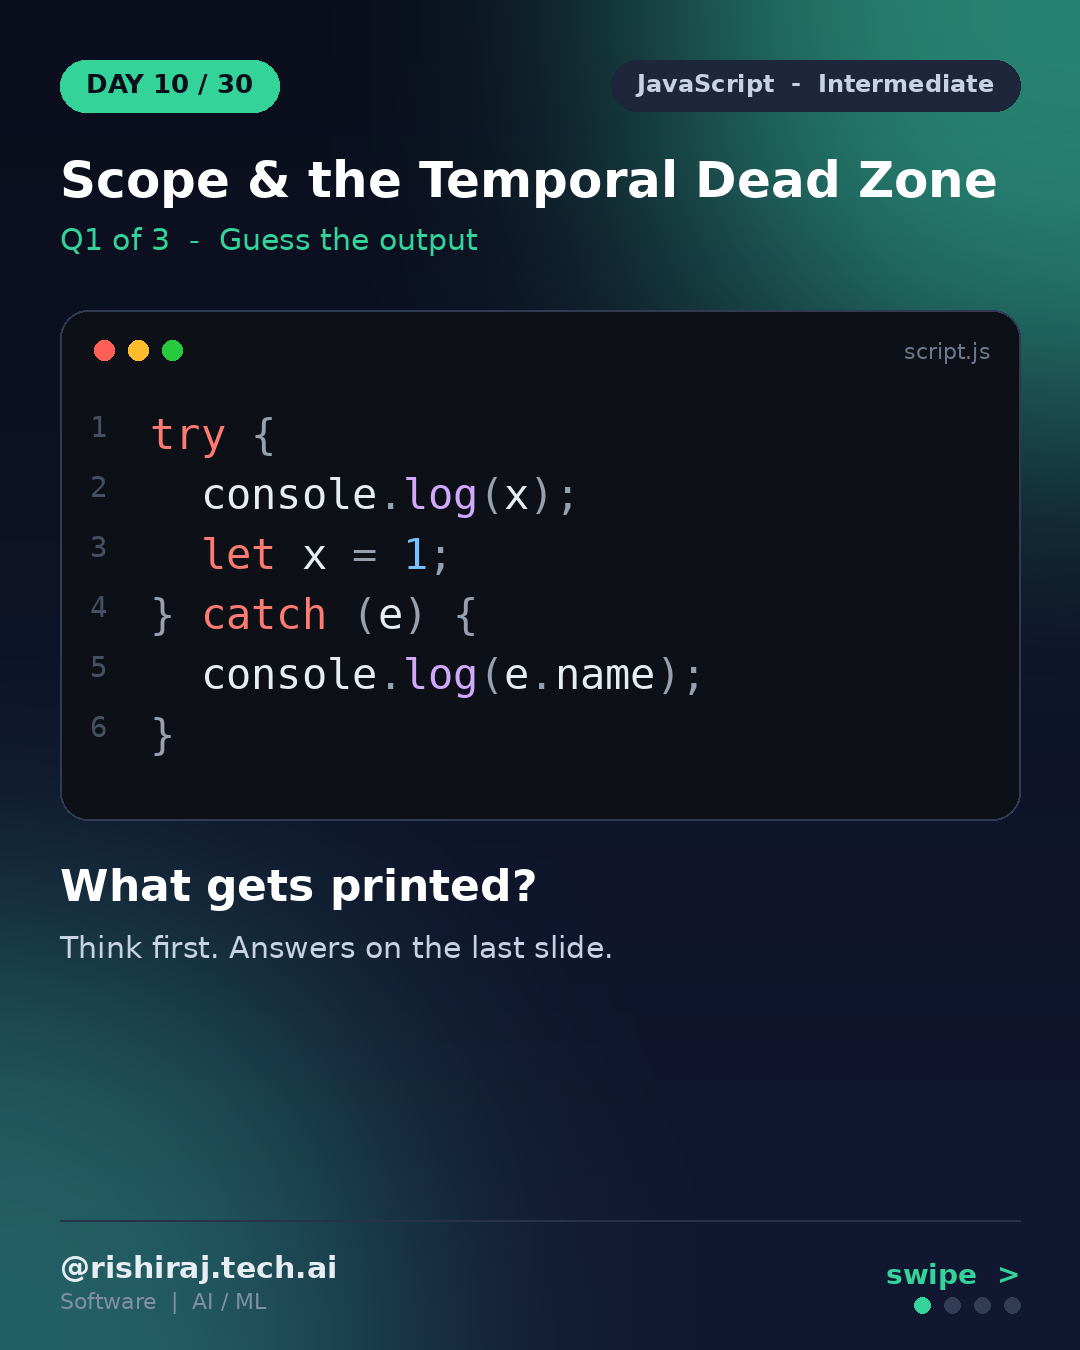 DAY 10 / 30
JavaScript - Intermediate
Scope & the Temporal Dead Zone
Q1 of 3 - Guess the output
script.js
1 try {
2   console.log(x);
3   let x = 1;
4 } catch (e) {
5   console.log(e.name);
6 }
What gets printed?
Think first. Answers on the last slide.
@rishiraj.tech.ai
Software | AI / ML
swipe >